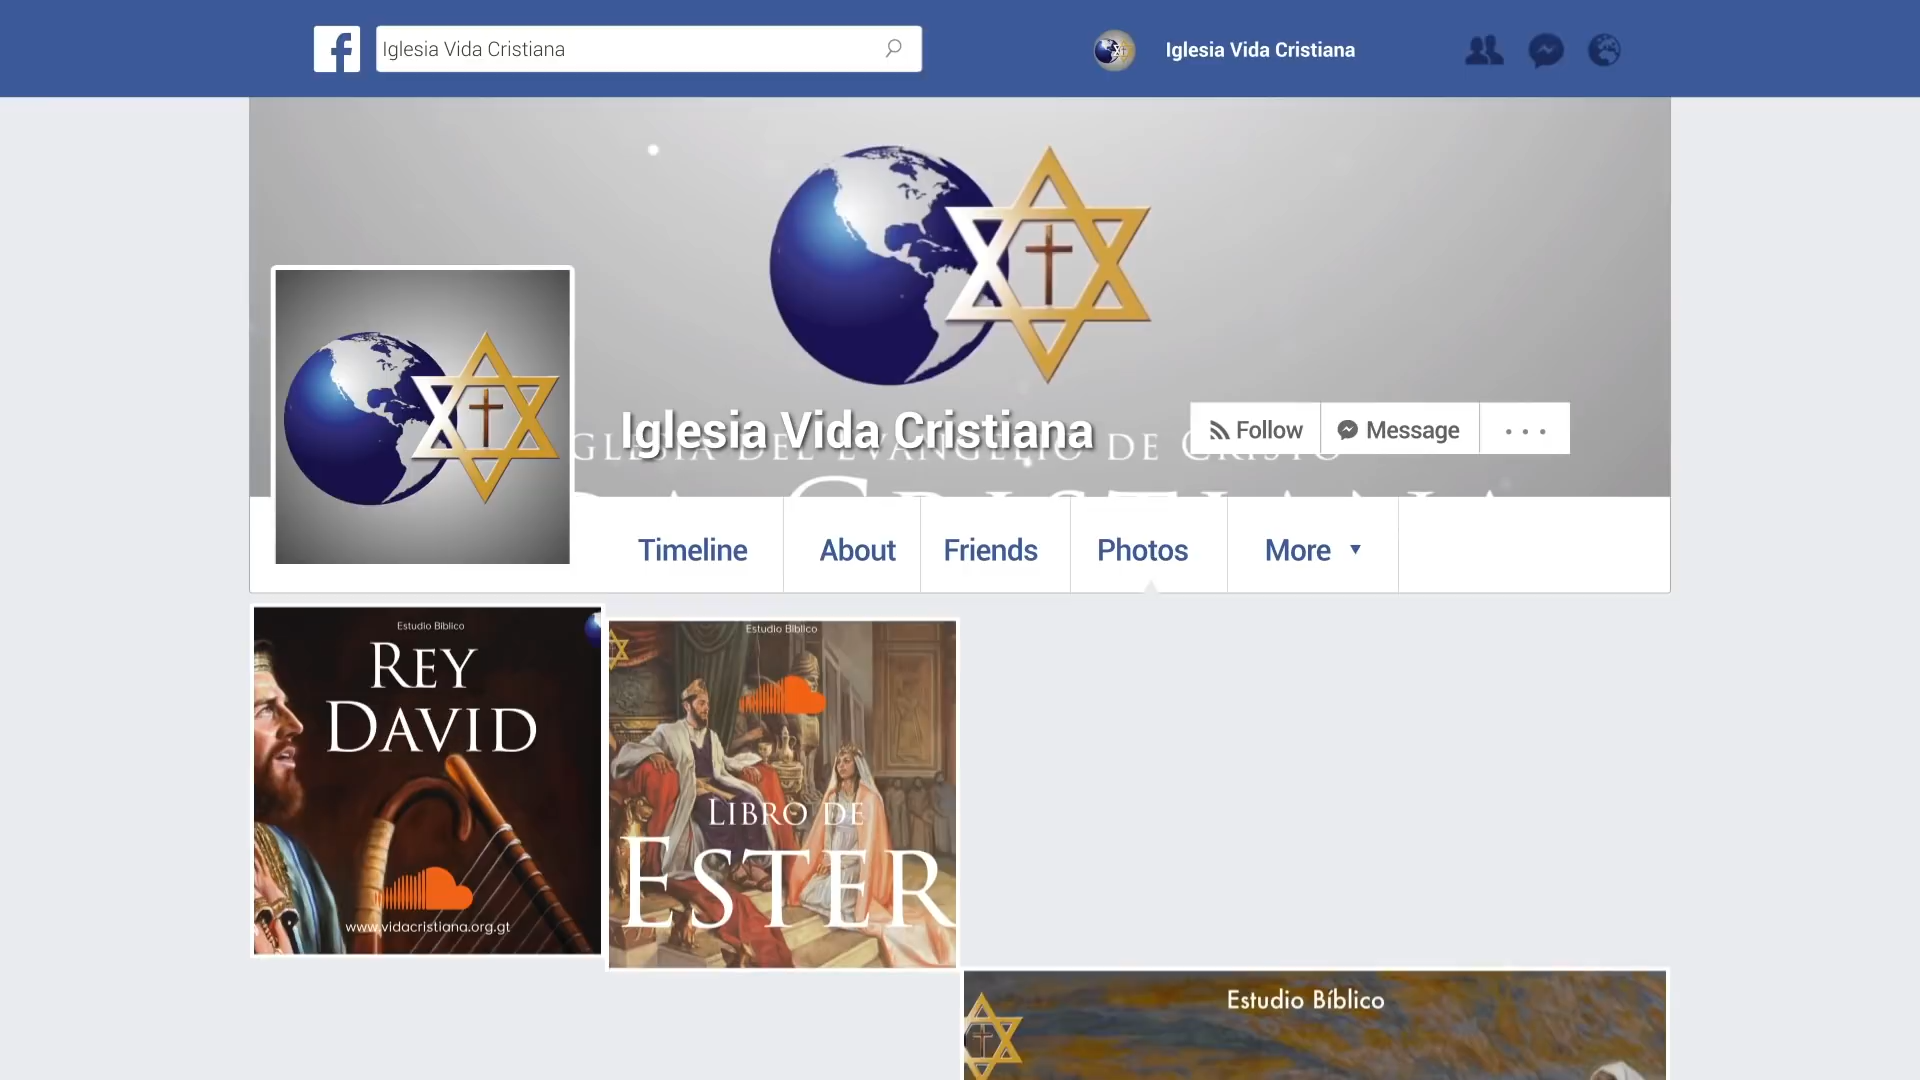 Iglesia Vida Cristiana
Iglesia Vida Cristiana
Iglesia Vida Cristiana
Follow
Message
Timeline
About
Friends
Photos
More
Estudio Bíblico
REY
DAVID
www.vidacristiana.org.gt
Estudio Bíblico
LIBRO DE
ESTER
Estudio Bíblico